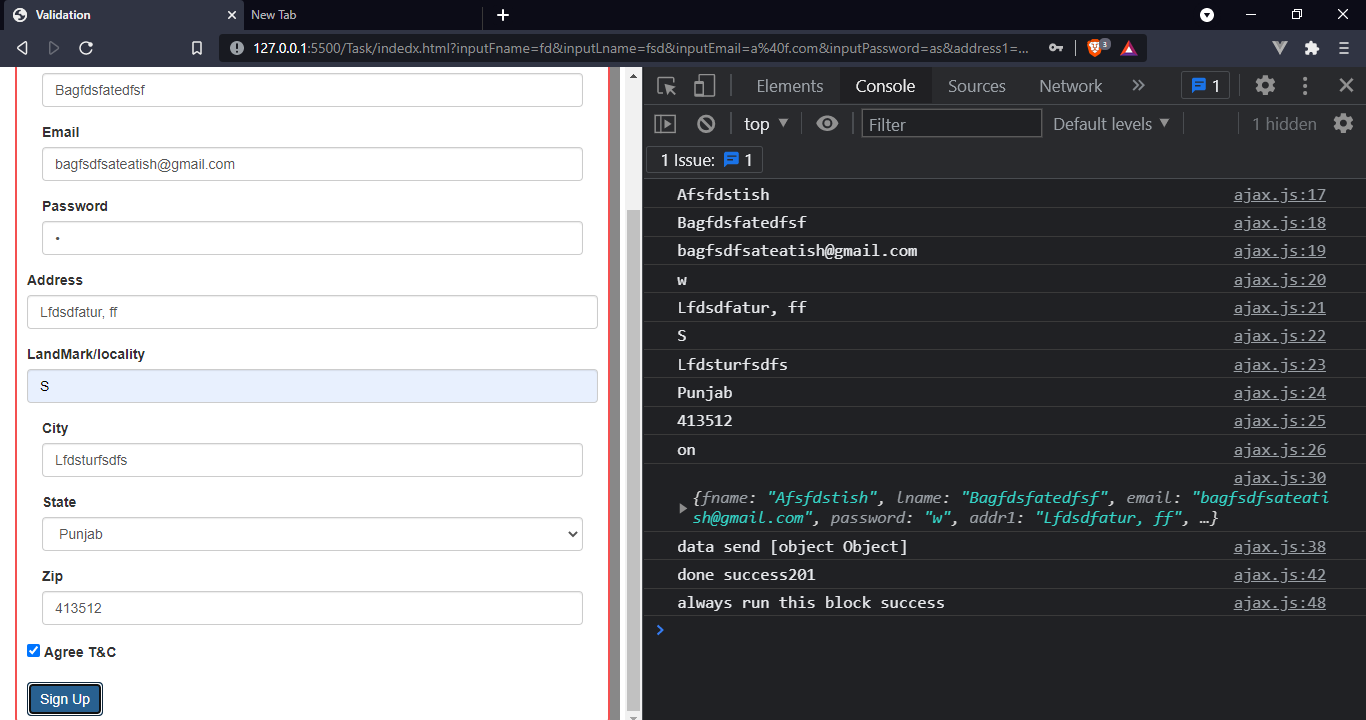 Validation
New Tab
127.0.0.1:5500/Task/indedx.html?inputFname=fd&inputLname=fsd&inputEmail=a%40f.com&inputPassword=as&address1=...
3
Bagfdsfatedfsf
Email
bagfsdfsateatish@gmail.com
Password
•
Address
Lfdsdfatur, ff
LandMark/locality
S
City
Lfdsturfsdfs
State
Punjab
Zip
413512
Agree T&C
Sign Up
Elements Console Sources Network » 1
top Filter Default levels 1 hidden
1 Issue: 1
Afsfdstish ajax.js:17
Bagfdsfatedfsf ajax.js:18
bagfsdfsateatish@gmail.com ajax.js:19
w ajax.js:20
Lfdsdfatur, ff ajax.js:21
S ajax.js:22
Lfdsturfsdfs ajax.js:23
Punjab ajax.js:24
413512 ajax.js:25
on ajax.js:26
ajax.js:30
{fname: "Afsfdstish", lname: "Bagfdsfatedfsf", email: "bagfsdfsateati
sh@gmail.com", password: "w", addr1: "Lfdsdfatur, ff", …}
data send [object Object] ajax.js:38
done success201 ajax.js:42
always run this block success ajax.js:48